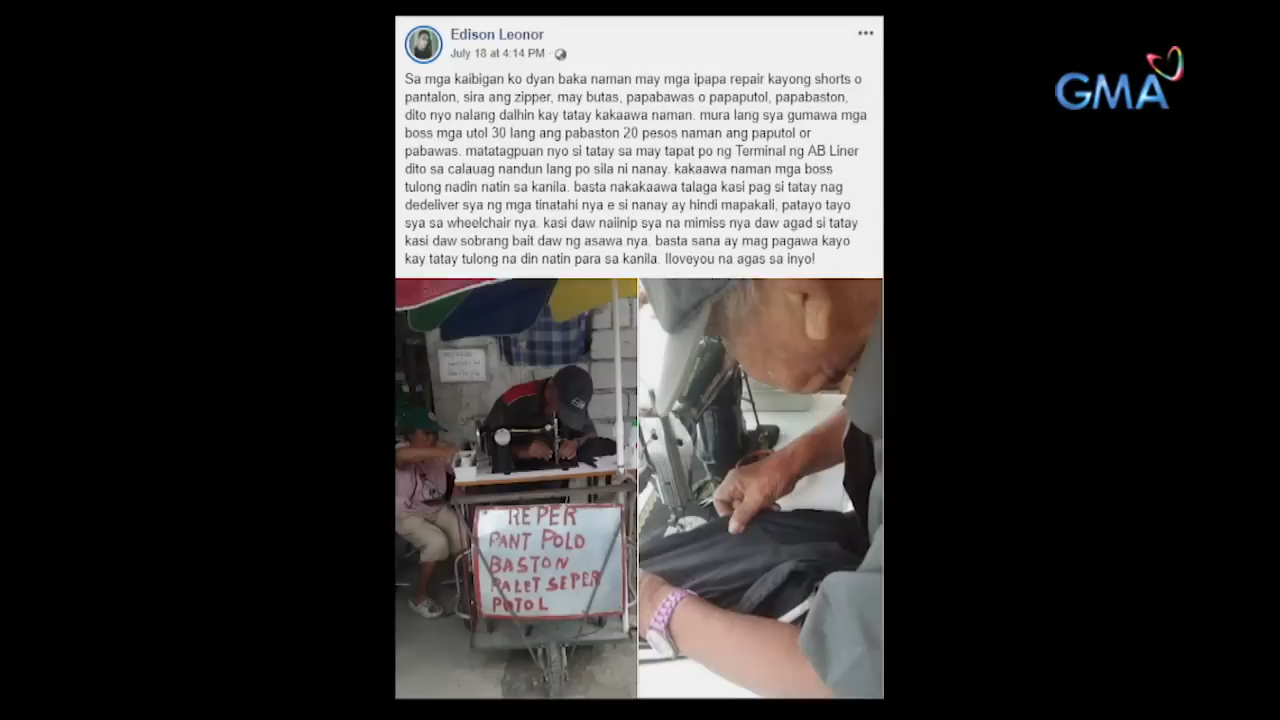 Edison Leonor
July 18 at 4:14 PM ·
Sa mga kaibigan ko dyan baka naman may mga ipapa repair kayong shorts o
pantalon, sira ang zipper, may butas, papabawas o papaputol, papabaston,
dito nyo nalang dalhin kay tatay kakaawa naman. mura lang sya gumawa mga
boss mga utol 30 lang ang pabaston 20 pesos naman ang paputol or
pabawas. matatagpuan nyo si tatay sa may tapat po ng Terminal ng AB Liner
dito sa calauag nandun lang po sila ni nanay. kakaawa naman mga boss
tulong nadin natin sa kanila. basta nakakaawa talaga kasi pag si tatay nag
dedeliver sya ng mga tinatahi nya e si nanay ay hindi mapakali, patayo tayo
sya sa wheelchair nya. kasi daw naiinip sya na mimiss nya daw agad si tatay
kasi daw sobrang bait daw ng asawa nya. basta sana ay mag pagawa kayo
kay tatay tulong na din natin para sa kanila. Iloveyou na agas sa inyo!
GMA
REPER
PANT POLO
BASTON
PALET SEPER
POTOL